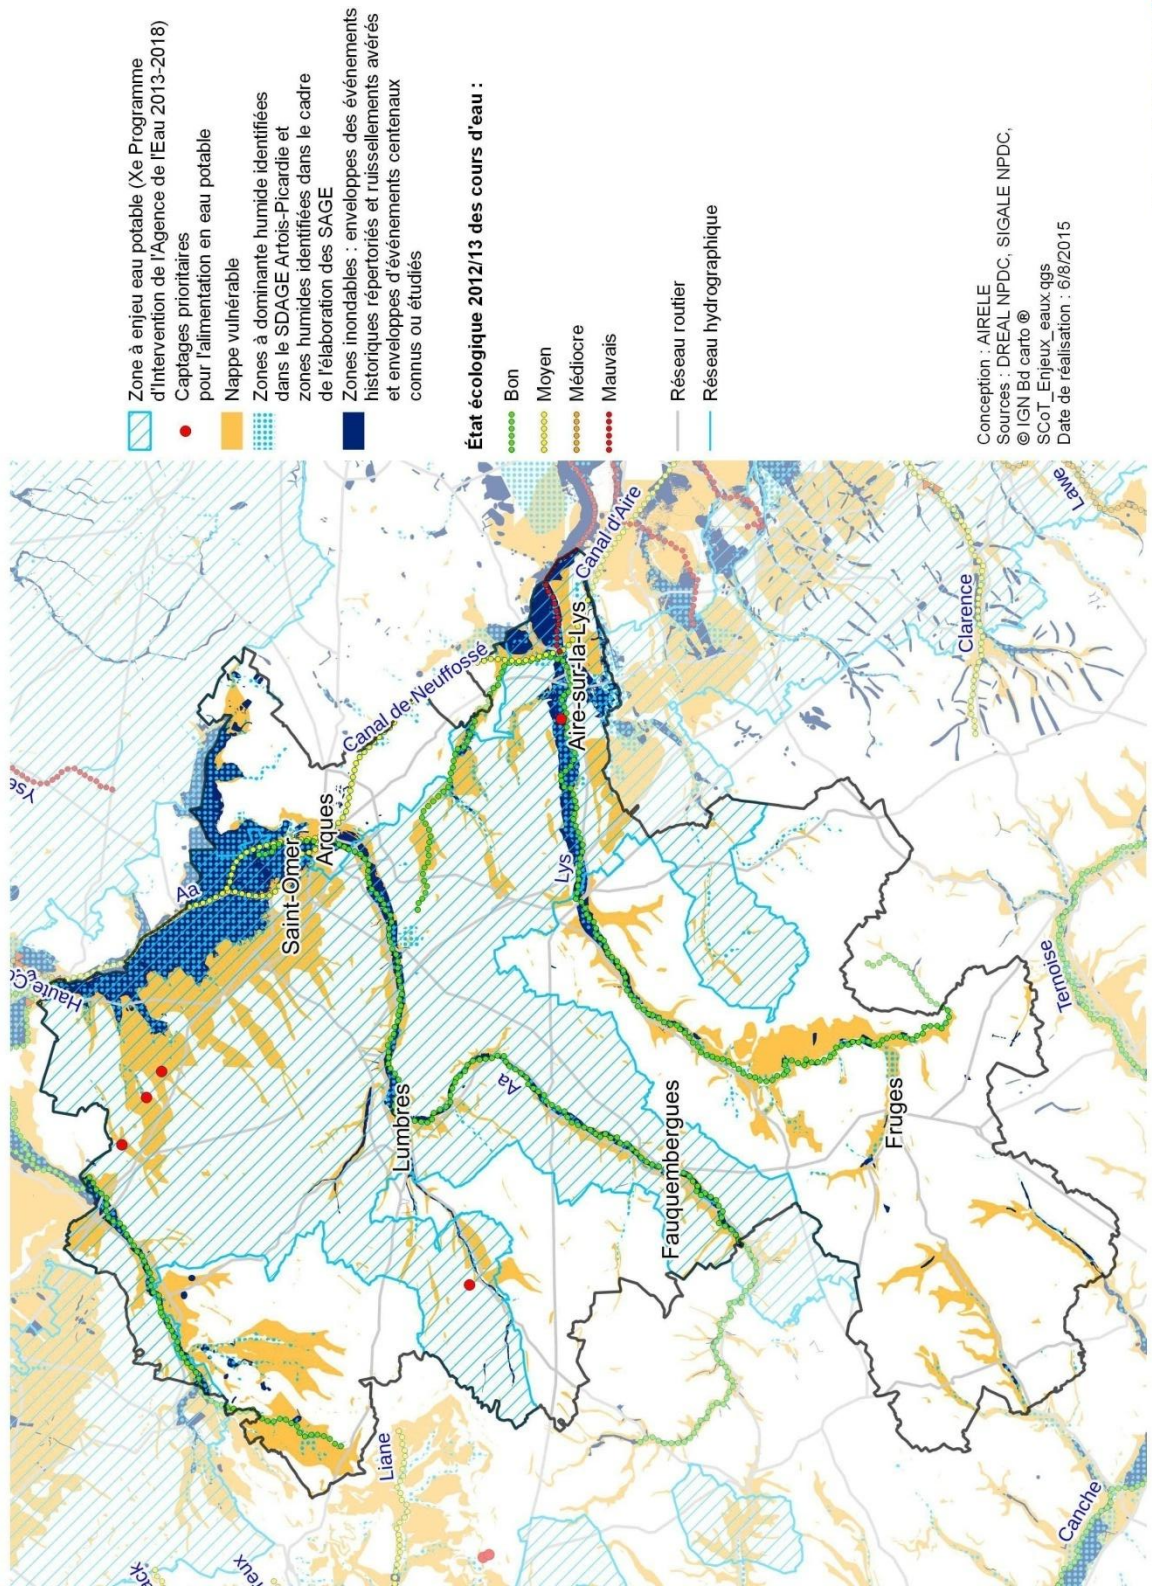 Zone à enjeu eau potable (Xe Programme
d'Intervention de l'Agence de l'Eau 2013-2018)
Captages prioritaires
pour l'alimentation en eau potable
Nappe vulnérable
Zones à dominante humide identifiées
dans le SDAGE Artois-Picardie et
zones humides identifiées dans le cadre
de l'élaboration des SAGE
Zones inondables : enveloppes des événements
historiques répertoriés et ruissellements avérés
et enveloppes d'événements centenaux
connus ou étudiés
État écologique 2012/13 des cours d'eau :
Bon
Moyen
Médiocre
Mauvais
Réseau routier
Réseau hydrographique
Conception : AIRELE
Sources : DREAL NPDC, SIGALE NPDC,
© IGN Bd carto ®
SCoT_Enjeux_eaux.qgs
Date de réalisation : 6/8/2015
Yse
Haute Co
Aa
Saint-Omer
Arques
Canal de Neuffossé
Lumbres
Aa
Lys
Aire-sur-la-Lys
Canal d'Aire
Liane
Fauquembergues
Fruges
Clarence
Lawe
Ternoise
Canche
ack
reux